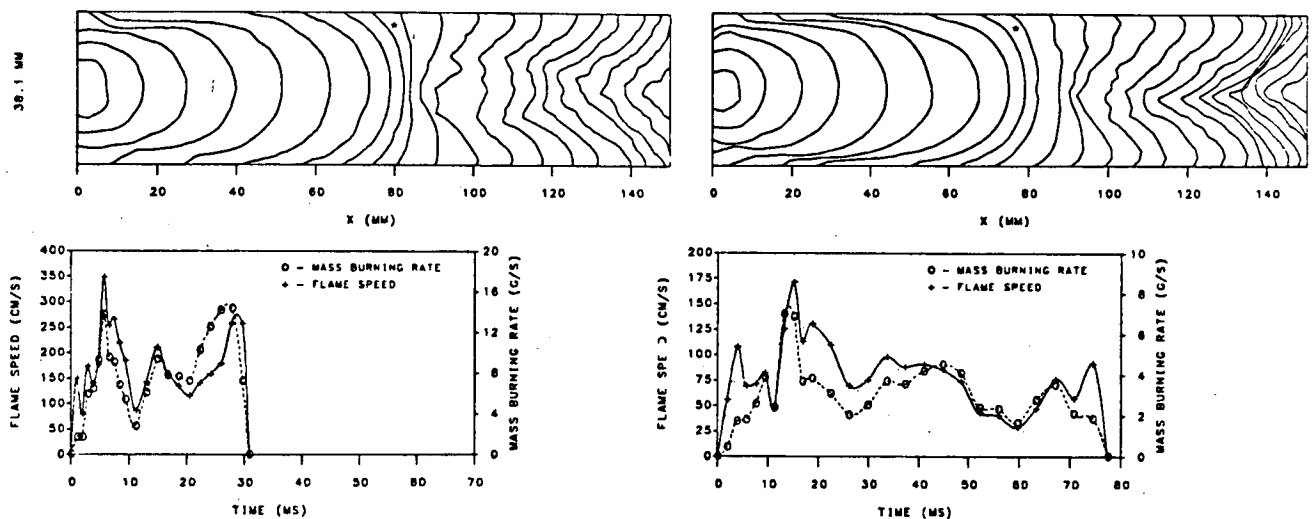 38.1 MM
0 20 40 60 80 100 120 140
X (MM)
0 20 40 60 80 100 120 140
X (MM)
FLAME SPEED (CM/S)
400
350
300
250
200
150
100
50
0
O - MASS BURNING RATE
+ - FLAME SPEED
20
16
12
8
4
0
MASS BURNING RATE (G/S)
0 10 20 30 40 50 60 70
TIME (MS)
FLAME SPE D (CM/S)
200
175
150
125
100
75
50
25
0
O - MASS BURNING RATE
+ - FLAME SPEED
10
8
6
4
2
0
MASS BURNING RATE (G/S)
0 10 20 30 40 50 60 70 80
TIME (MS)